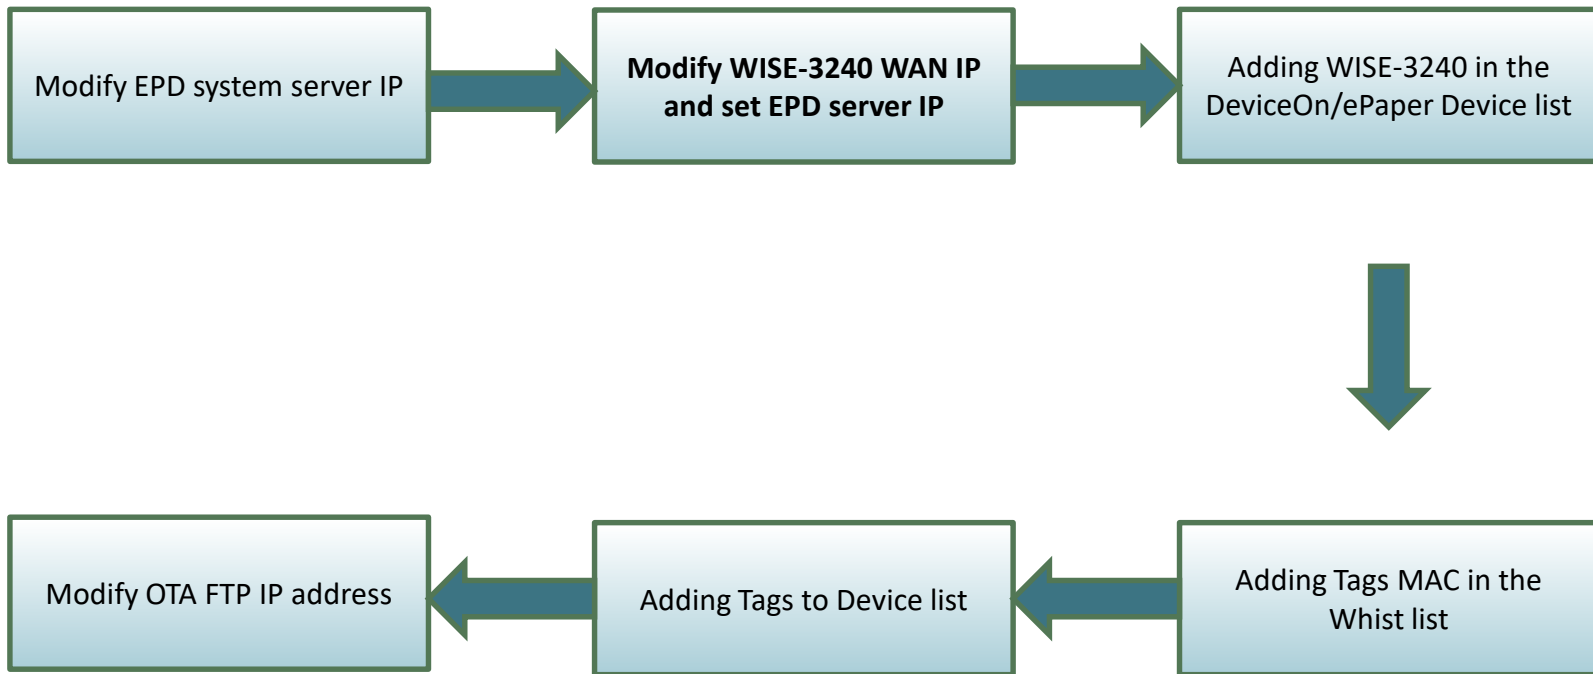 Modify EPD system server IP
Modify WISE-3240 WAN IP
and set EPD server IP
Adding WISE-3240 in the
DeviceOn/ePaper Device list
Adding Tags MAC in the
Whist list
Adding Tags to Device list
Modify OTA FTP IP address